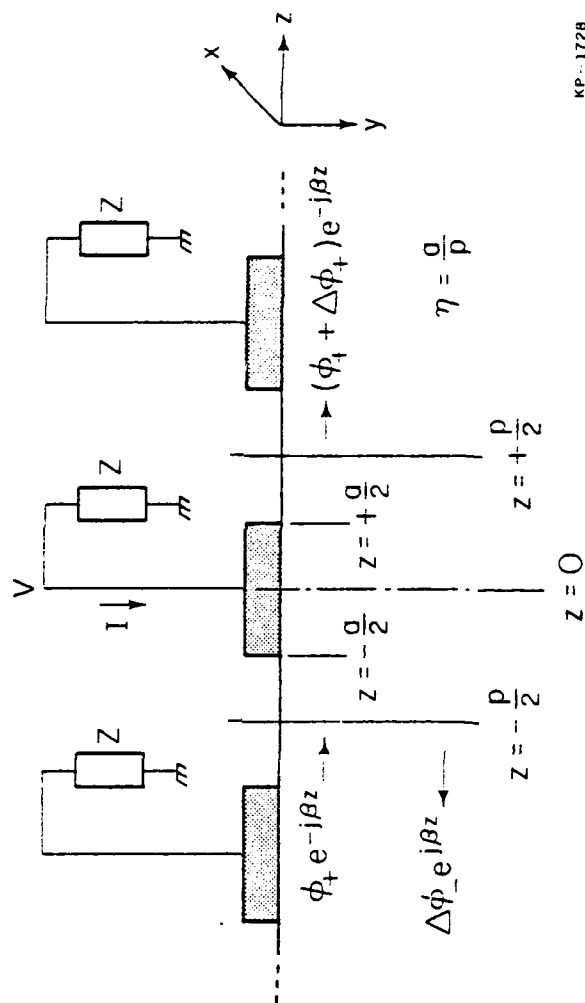 V
I
Z
Z
Z
x
z
y
ϕ₊ e^{-jβz}
(ϕ₊ + Δϕ₊) e^{-jβz}
Δϕ₋ e^{jβz}
z = -a/2
z = +a/2
η = a/p
z = -p/2
z = 0
z = +p/2
KP-1728